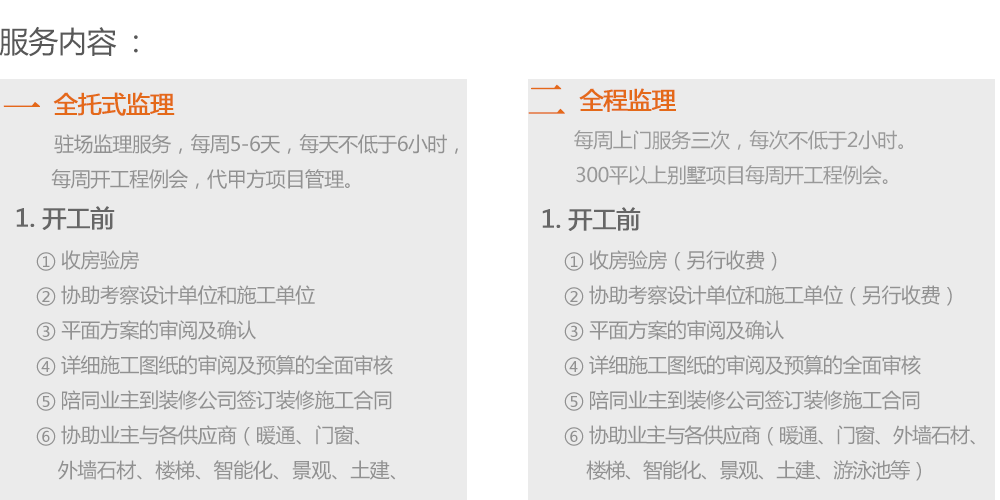 服务内容：
一 全托式监理
驻场监理服务，每周5-6天，每天不低于6小时，
每周开工程例会，代甲方项目管理。
1. 开工前
① 收房验房
② 协助考察设计单位和施工单位
③ 平面方案的审阅及确认
④ 详细施工图纸的审阅及预算的全面审核
⑤ 陪同业主到装修公司签订装修施工合同
⑥ 协助业主与各供应商（暖通、门窗、
外墙石材、楼梯、智能化、景观、土建、
二 全程监理
每周上门服务三次，每次不低于2小时。
300平以上别墅项目每周开工程例会。
1. 开工前
① 收房验房（另行收费）
② 协助考察设计单位和施工单位（另行收费）
③ 平面方案的审阅及确认
④ 详细施工图纸的审阅及预算的全面审核
⑤ 陪同业主到装修公司签订装修施工合同
⑥ 协助业主与各供应商（暖通、门窗、外墙石材、
楼梯、智能化、景观、土建、游泳池等）